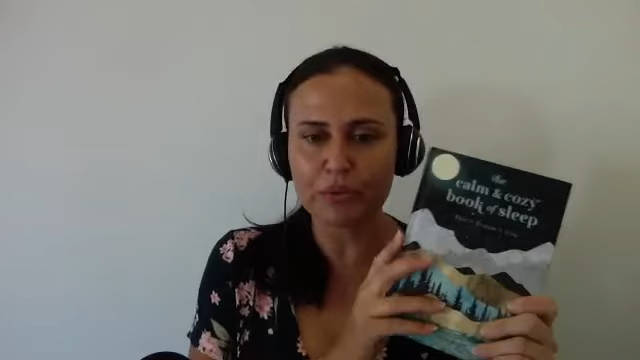 the
calm & cozy
book of sleep